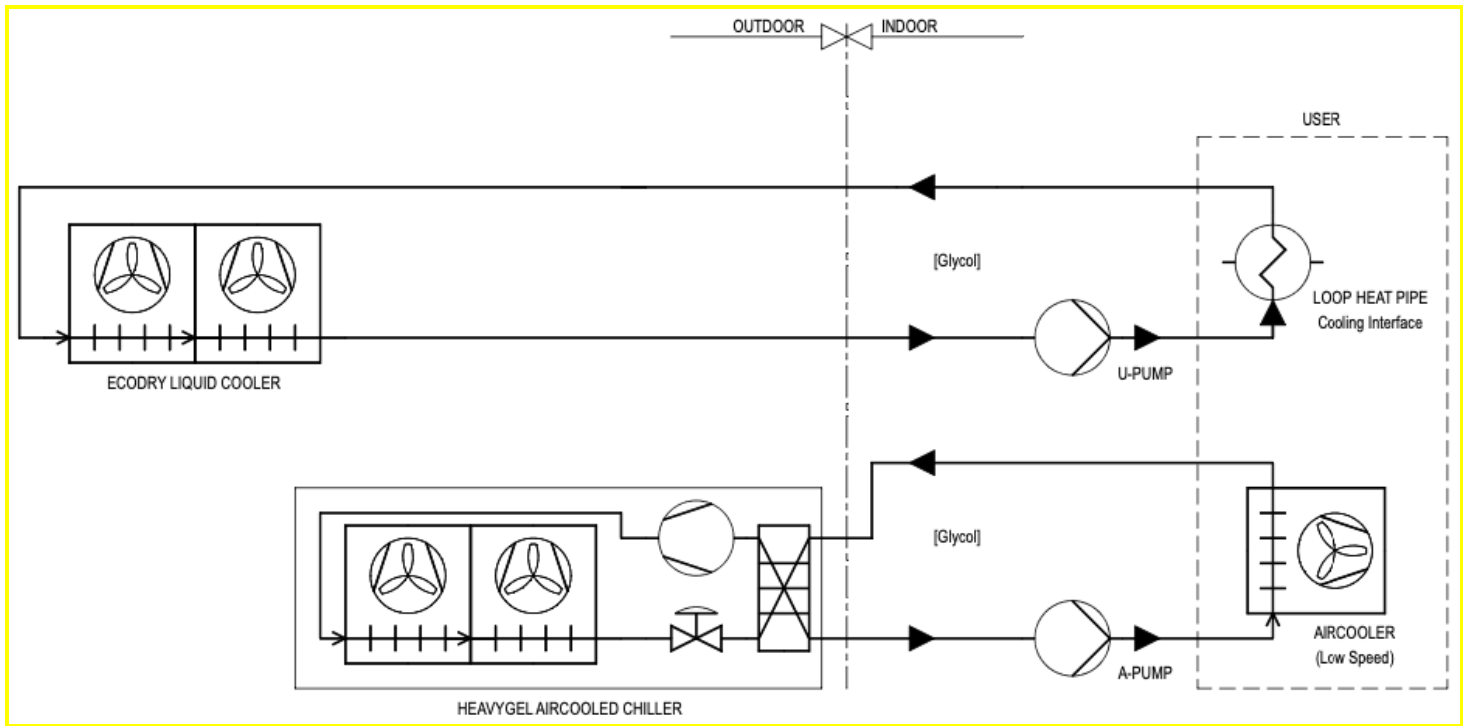 OUTDOOR INDOOR
USER
[Glycol]
LOOP HEAT PIPE
Cooling Interface
U-PUMP
ECODRY LIQUID COOLER
[Glycol]
AIRCOOLER
(Low Speed)
A-PUMP
HEAVYGEL AIRCOOLED CHILLER